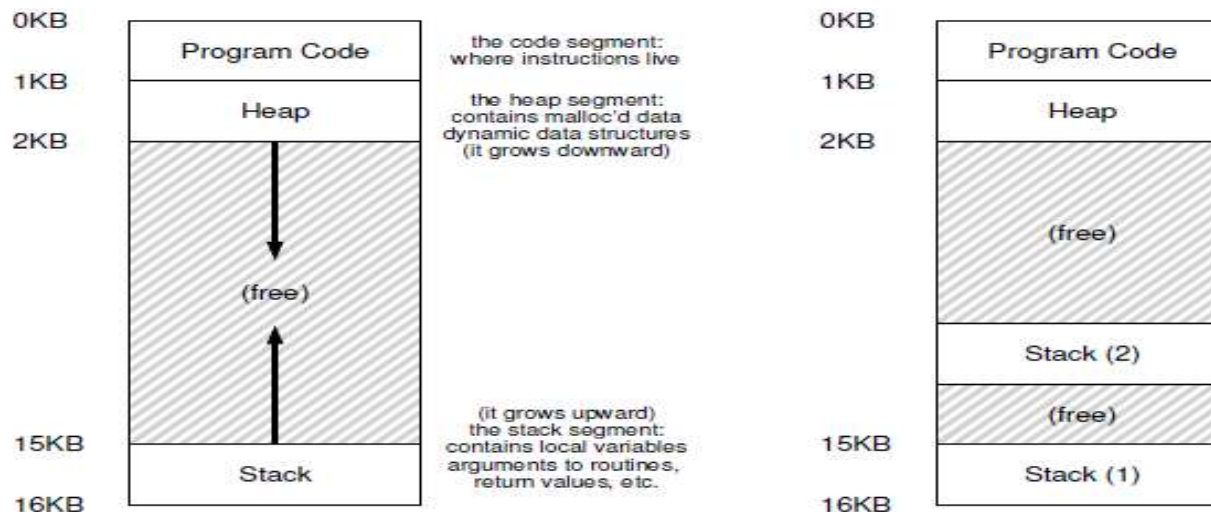 0KB
Program Code
the code segment:
where instructions live
1KB
Heap
the heap segment:
contains malloc'd data
dynamic data structures
(it grows downward)
2KB
(free)
(it grows upward)
the stack segment:
contains local variables
arguments to routines,
return values, etc.
15KB
Stack
16KB
0KB
Program Code
1KB
Heap
2KB
(free)
Stack (2)
(free)
15KB
Stack (1)
16KB